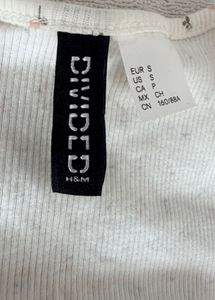 DIVIDED
H&M
EUR S
US S
CA P
MX CH
CN 160/88A